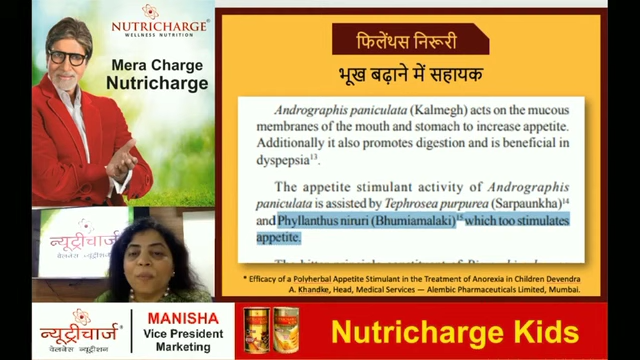 NUTRICHARGE
WELLNESS NUTRITION
Mera Charge
Nutricharge
फिलेंथस निरूरी
भूख बढ़ाने में सहायक
Andrographis paniculata (Kalmegh) acts on the mucous
membranes of the mouth and stomach to increase appetite.
Additionally it also promotes digestion and is beneficial in
dyspepsia13.
The appetite stimulant activity of Andrographis
paniculata is assisted by Tephrosea purpurea (Sarpaunkha)14
and Phyllanthus niruri (Bhumiamalaki)15 which too stimulates
appetite.
* Efficacy of a Polyherbal Appetite Stimulant in the Treatment of Anorexia in Children Devendra
A. Khandke, Head, Medical Services — Alembic Pharmaceuticals Limited, Mumbai.
न्यूट्रीचार्ज
वेलनेस न्यूट्रीशन
न्यूट्रीचार्ज
वेलनेस न्यूट्रीशन
MANISHA
Vice President
Marketing
Nutricharge Kids